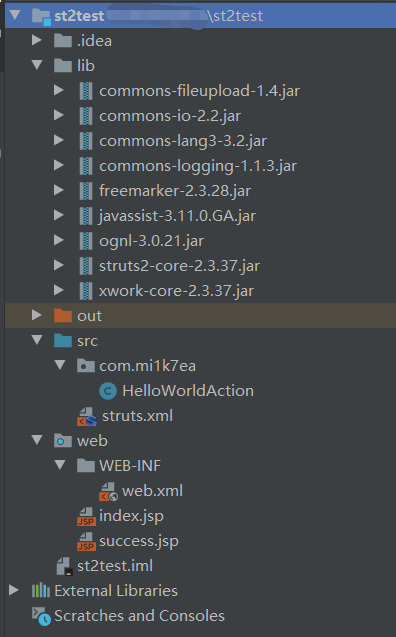 st2test \st2test
.idea
lib
commons-fileupload-1.4.jar
commons-io-2.2.jar
commons-lang3-3.2.jar
commons-logging-1.1.3.jar
freemarker-2.3.28.jar
javassist-3.11.0.GA.jar
ognl-3.0.21.jar
struts2-core-2.3.37.jar
xwork-core-2.3.37.jar
out
src
com.mi1k7ea
HelloWorldAction
struts.xml
web
WEB-INF
web.xml
index.jsp
success.jsp
st2test.iml
External Libraries
Scratches and Consoles